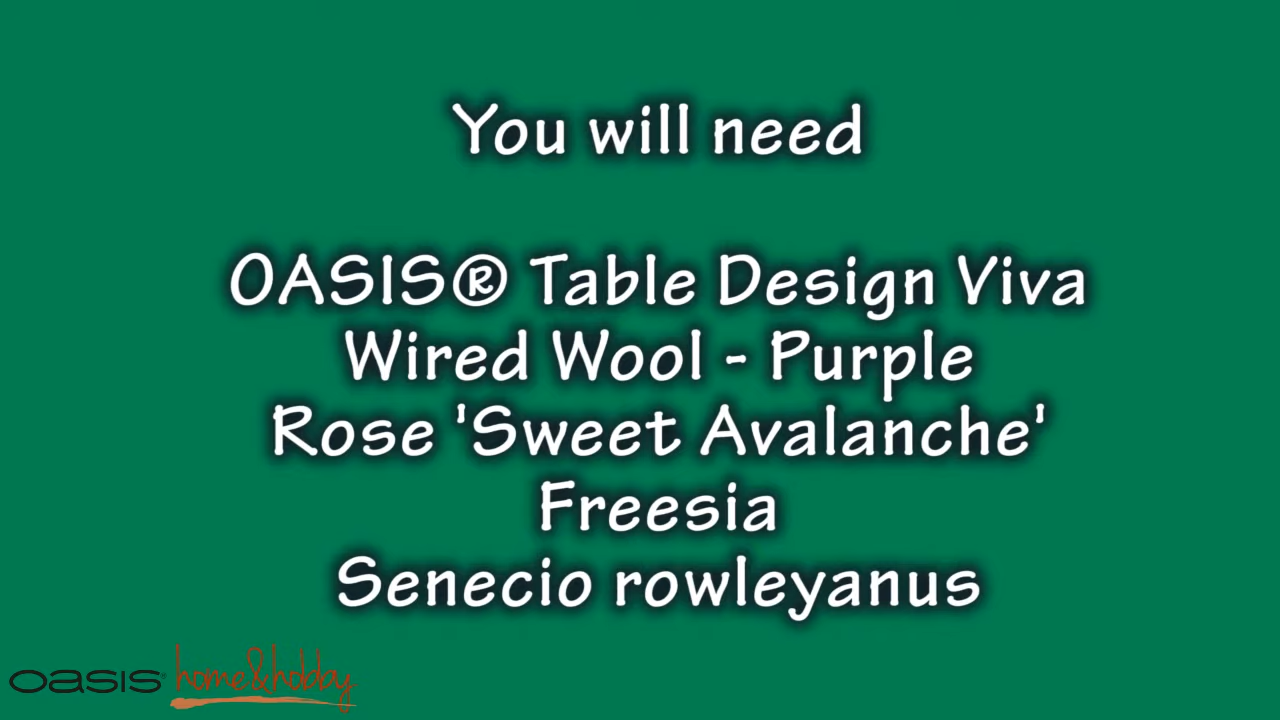 You will need
OASIS® Table Design Viva
Wired Wool - Purple
Rose 'Sweet Avalanche'
Freesia
Senecio rowleyanus
oasis® home&hobby